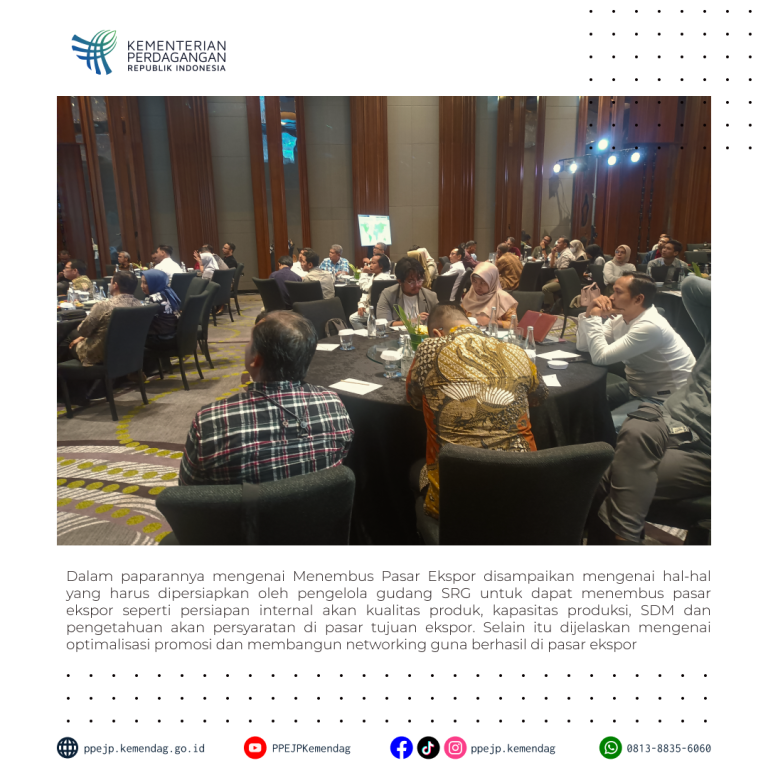 KEMENTERIAN
PERDAGANGAN
REPUBLIK INDONESIA
Dalam paparannya mengenai Menembus Pasar Ekspor disampaikan mengenai hal-hal
yang harus dipersiapkan oleh pengelola gudang SRG untuk dapat menembus pasar
ekspor seperti persiapan internal akan kualitas produk, kapasitas produksi, SDM dan
pengetahuan akan persyaratan di pasar tujuan ekspor. Selain itu dijelaskan mengenai
optimalisasi promosi dan membangun networking guna berhasil di pasar ekspor
ppejp.kemendag.go.id PPEJPKemendag ppejp.kemendag 0813-8835-6060